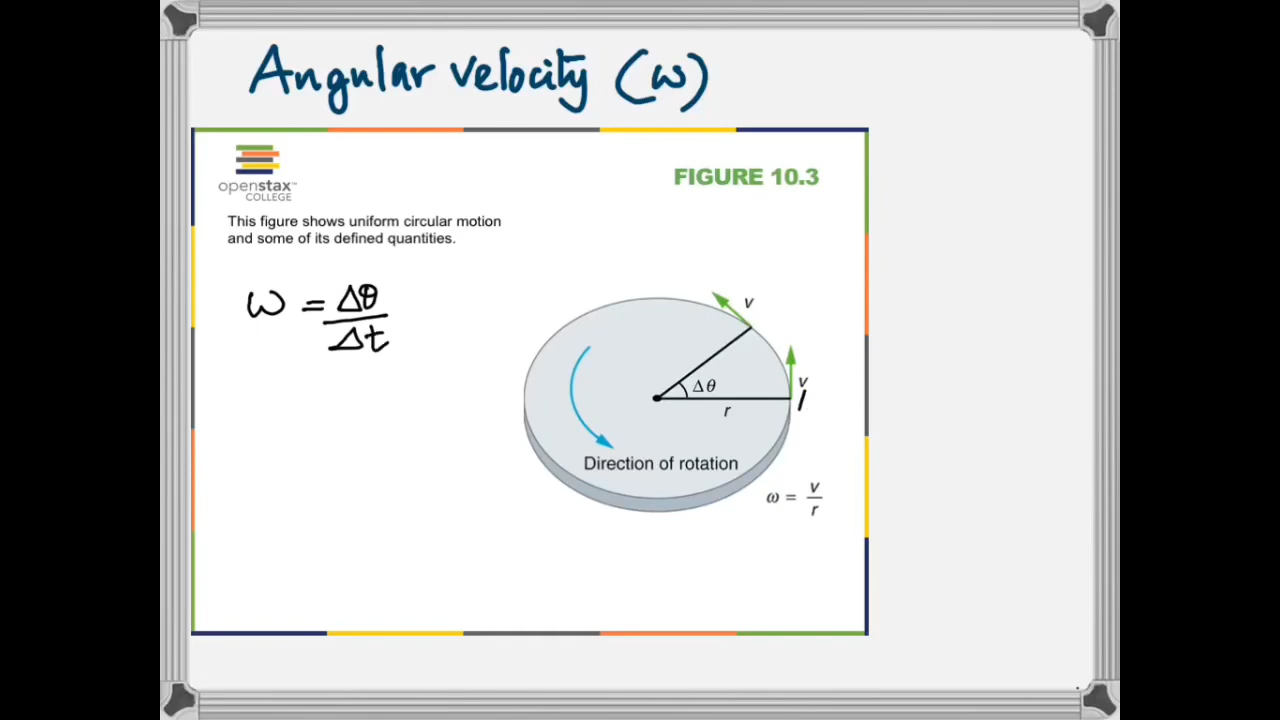 Angular velocity (ω)
openstax™
COLLEGE
FIGURE 10.3
This figure shows uniform circular motion
and some of its defined quantities.
ω = Δθ
Δt
v
Δθ
v
r
Direction of rotation
ω = v
r